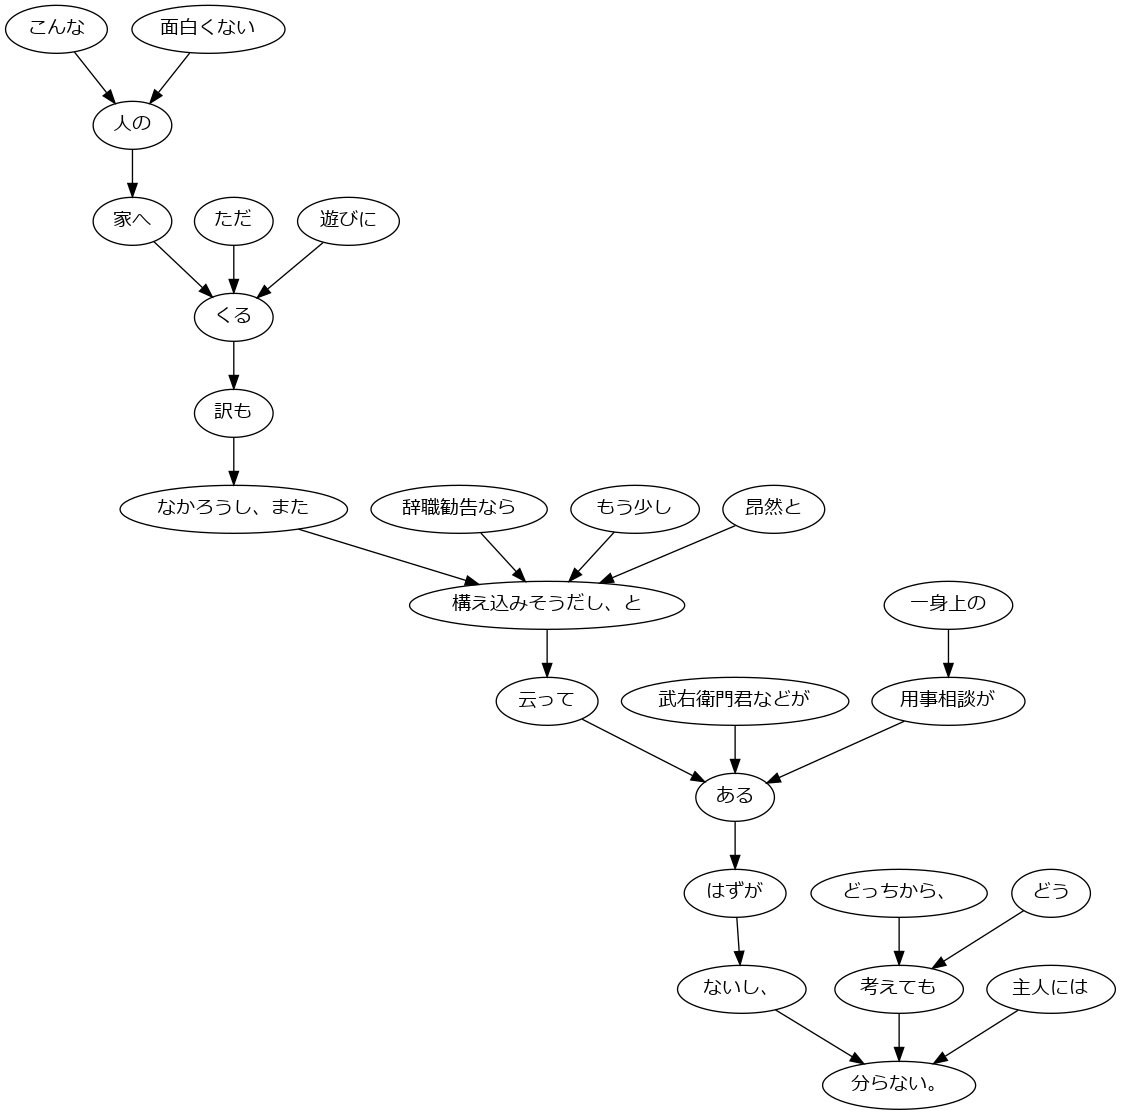 こんな
面白くない
人の
家へ
ただ
遊びに
くる
訳も
なかろうし、また
辞職勧告なら
もう少し
昂然と
構え込みそうだし、と
一身上の
云って
武右衛門君などが
用事相談が
ある
はずが
どっちから、
どう
ないし、
考えても
主人には
分らない。